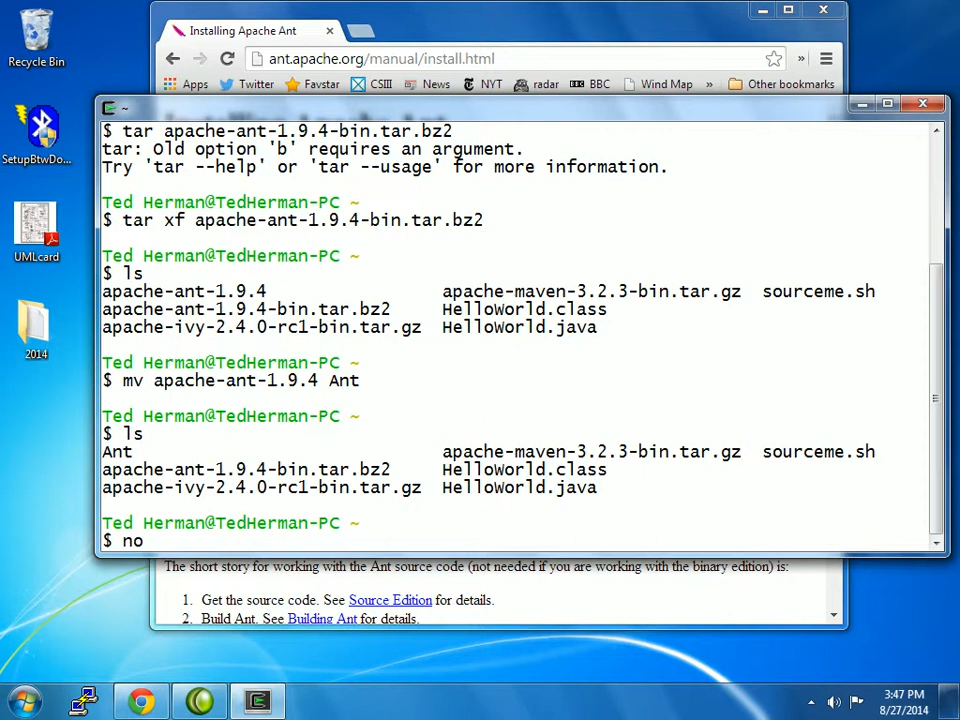 Recycle Bin
SetupBtwDo...
UMLcard
2014
Installing Apache Ant
ant.apache.org/manual/install.html
Apps Twitter Favstar CSIII News NYT radar BBC Wind Map » Other bookmarks
~
$ tar apache-ant-1.9.4-bin.tar.bz2
tar: Old option 'b' requires an argument.
Try 'tar --help' or 'tar --usage' for more information.
Ted Herman@TedHerman-PC ~
$ tar xf apache-ant-1.9.4-bin.tar.bz2
Ted Herman@TedHerman-PC ~
$ ls
apache-ant-1.9.4 apache-maven-3.2.3-bin.tar.gz sourceme.sh
apache-ant-1.9.4-bin.tar.bz2 HelloWorld.class
apache-ivy-2.4.0-rc1-bin.tar.gz HelloWorld.java
Ted Herman@TedHerman-PC ~
$ mv apache-ant-1.9.4 Ant
Ted Herman@TedHerman-PC ~
$ ls
Ant apache-maven-3.2.3-bin.tar.gz sourceme.sh
apache-ant-1.9.4-bin.tar.bz2 HelloWorld.class
apache-ivy-2.4.0-rc1-bin.tar.gz HelloWorld.java
Ted Herman@TedHerman-PC ~
$ no
The short story for working with the Ant source code (not needed if you are working with the binary edition) is:
1. Get the source code. See Source Edition for details.
2. Build Ant. See Building Ant for details.
3:47 PM
8/27/2014